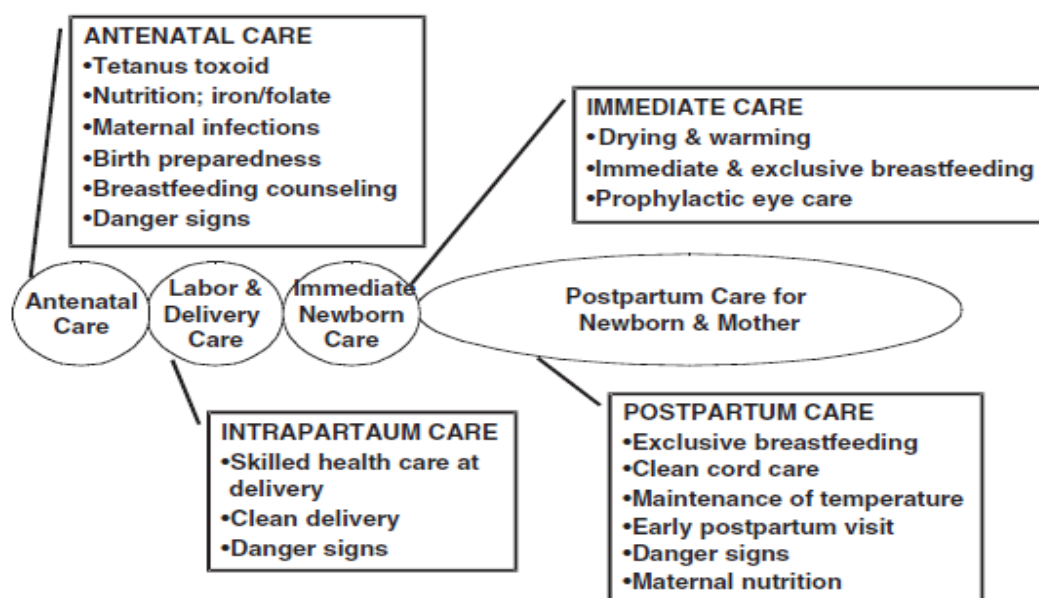 ANTENATAL CARE
•Tetanus toxoid
•Nutrition; iron/folate
•Maternal infections
•Birth preparedness
•Breastfeeding counseling
•Danger signs
IMMEDIATE CARE
•Drying & warming
•Immediate & exclusive breastfeeding
•Prophylactic eye care
Antenatal
Care
Labor &
Delivery
Care
Immediate
Newborn
Care
Postpartum Care for
Newborn & Mother
INTRAPARTAUM CARE
•Skilled health care at
delivery
•Clean delivery
•Danger signs
POSTPARTUM CARE
•Exclusive breastfeeding
•Clean cord care
•Maintenance of temperature
•Early postpartum visit
•Danger signs
•Maternal nutrition